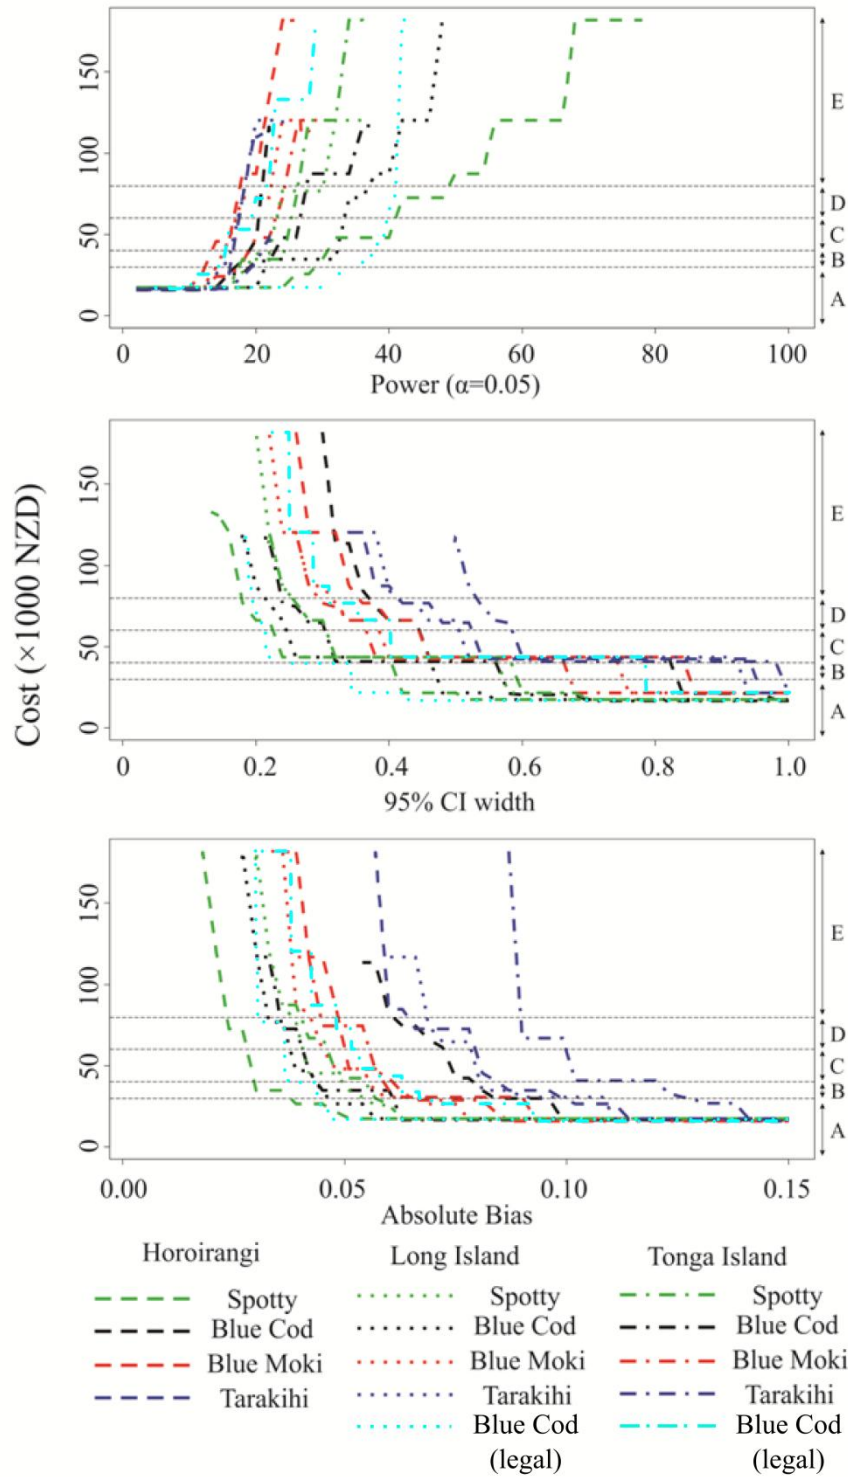 150
100
50
0
E
D
C
B
A
0 20 40 60 80 100
Power (α=0.05)
Cost (×1000 NZD)
150
100
50
0
E
D
C
B
A
0 0.2 0.4 0.6 0.8 1.0
95% CI width
150
100
50
0
E
D
C
B
A
0.00 0.05 0.10 0.15
Absolute Bias
Horoirangi Long Island Tonga Island
Spotty Spotty Spotty
Blue Cod Blue Cod Blue Cod
Blue Moki Blue Moki Blue Moki
Tarakihi Tarakihi Tarakihi
Blue Cod Blue Cod
(legal) (legal)